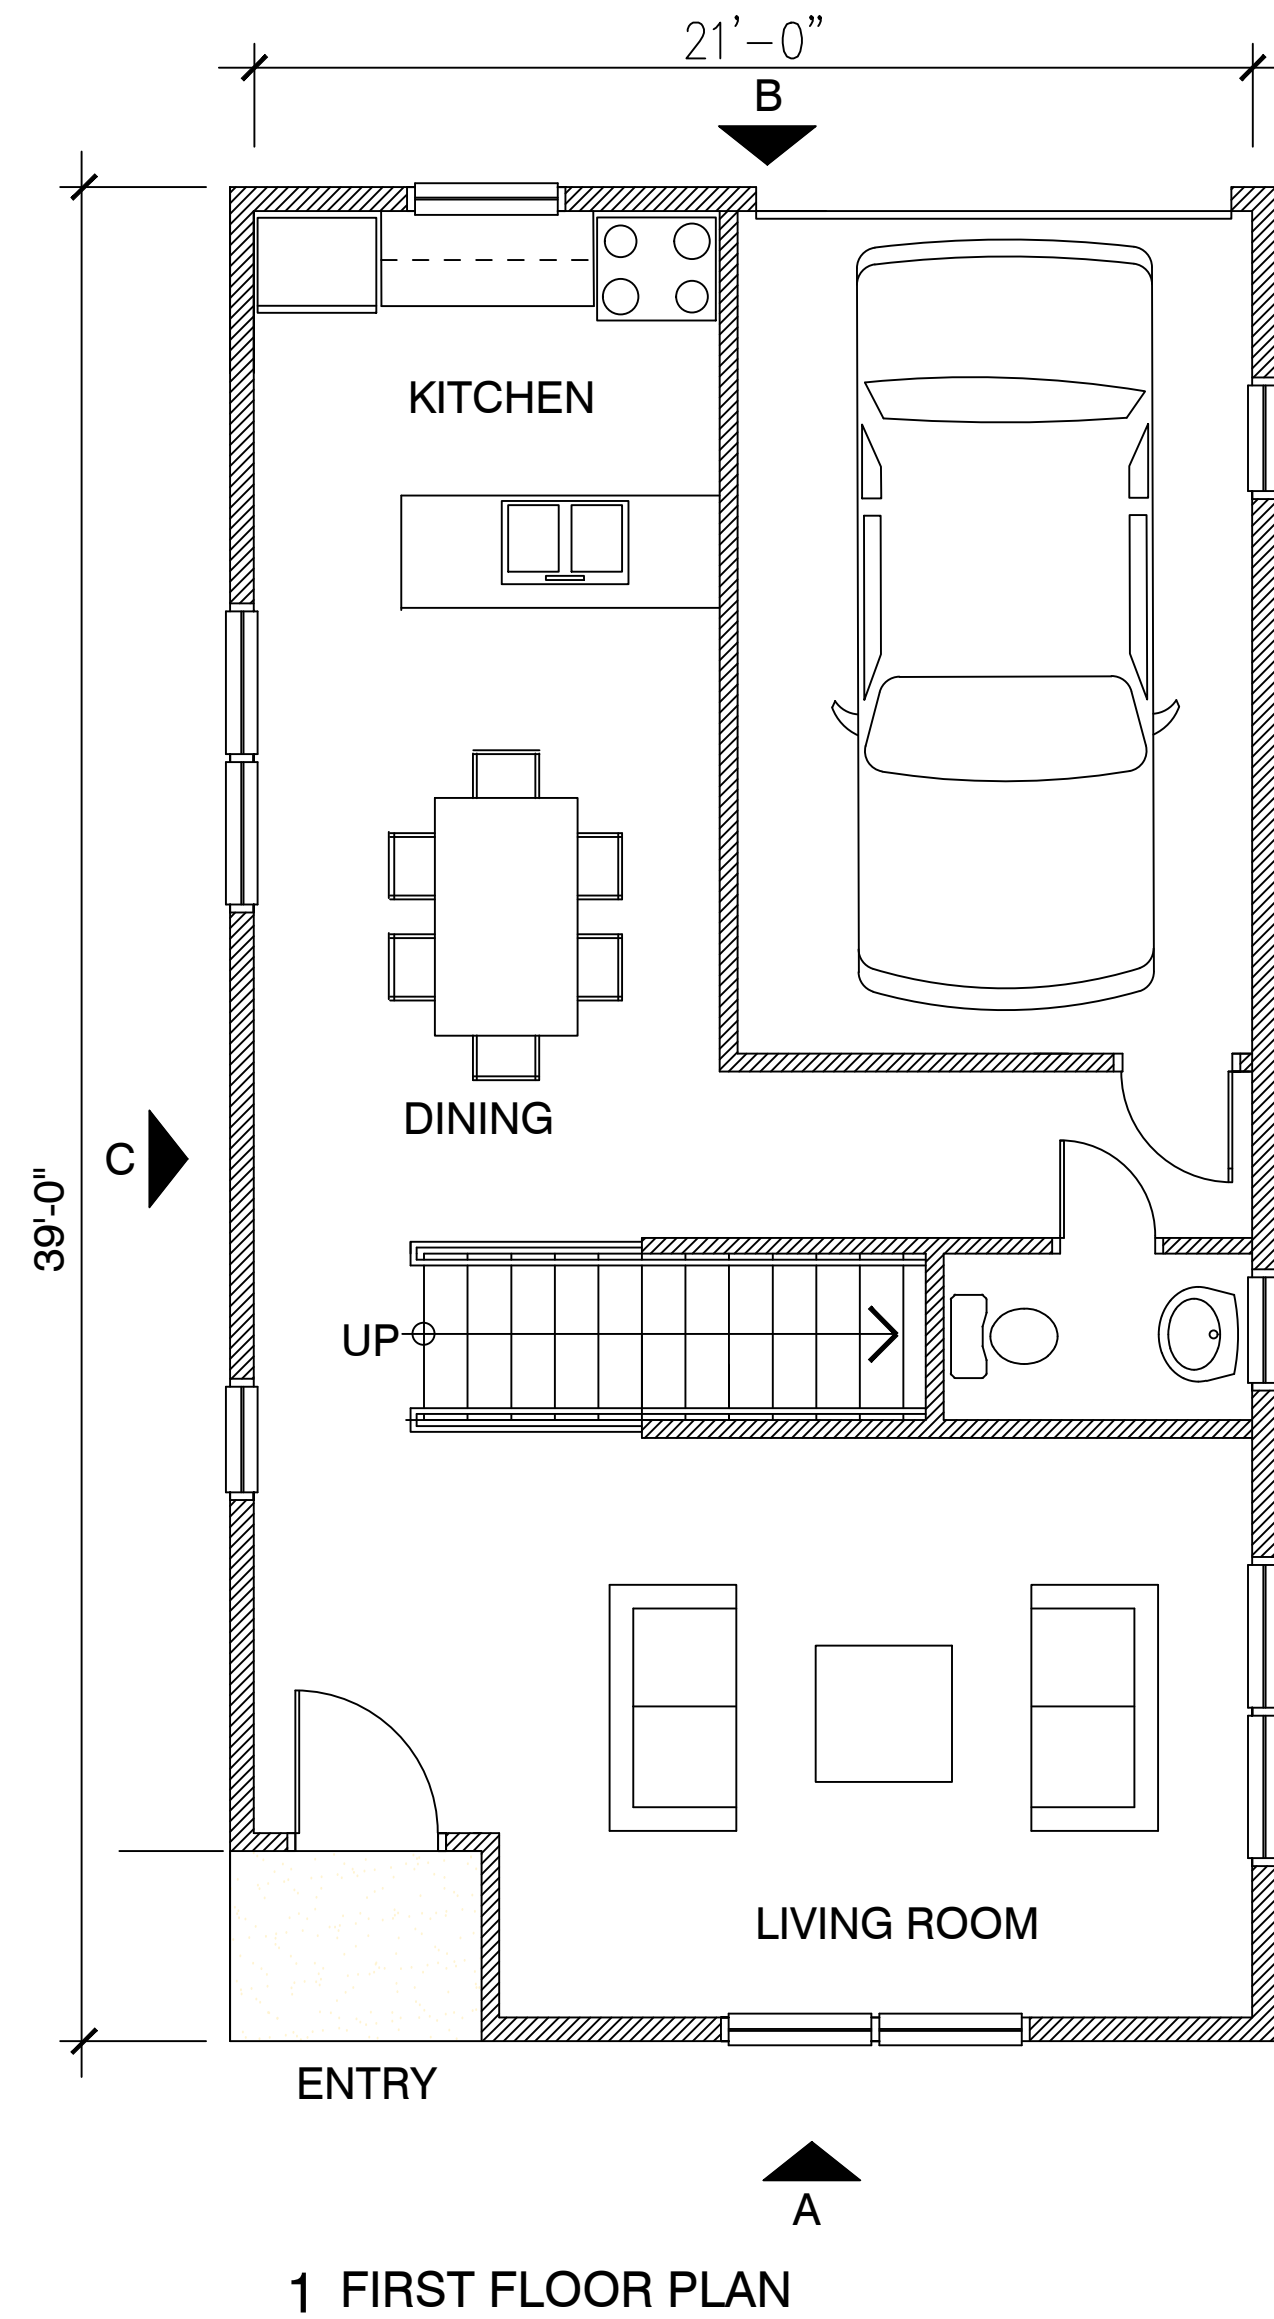 21’-0”
B
KITCHEN
DINING
C
39'-0"
UP
LIVING ROOM
ENTRY
A
1 FIRST FLOOR PLAN